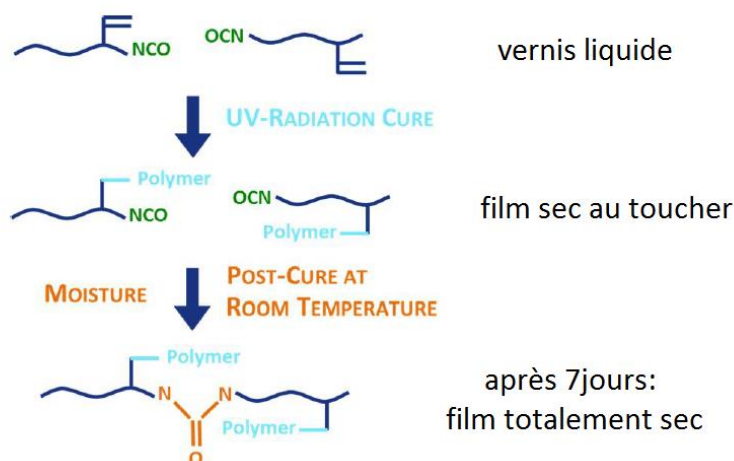 NCO OCN vernis liquide
UV-RADIATION CURE
Polymer
NCO OCN film sec au toucher
Polymer
MOISTURE POST-CURE AT
ROOM TEMPERATURE
Polymer
N N après 7jours:
Polymer film totalement sec
O